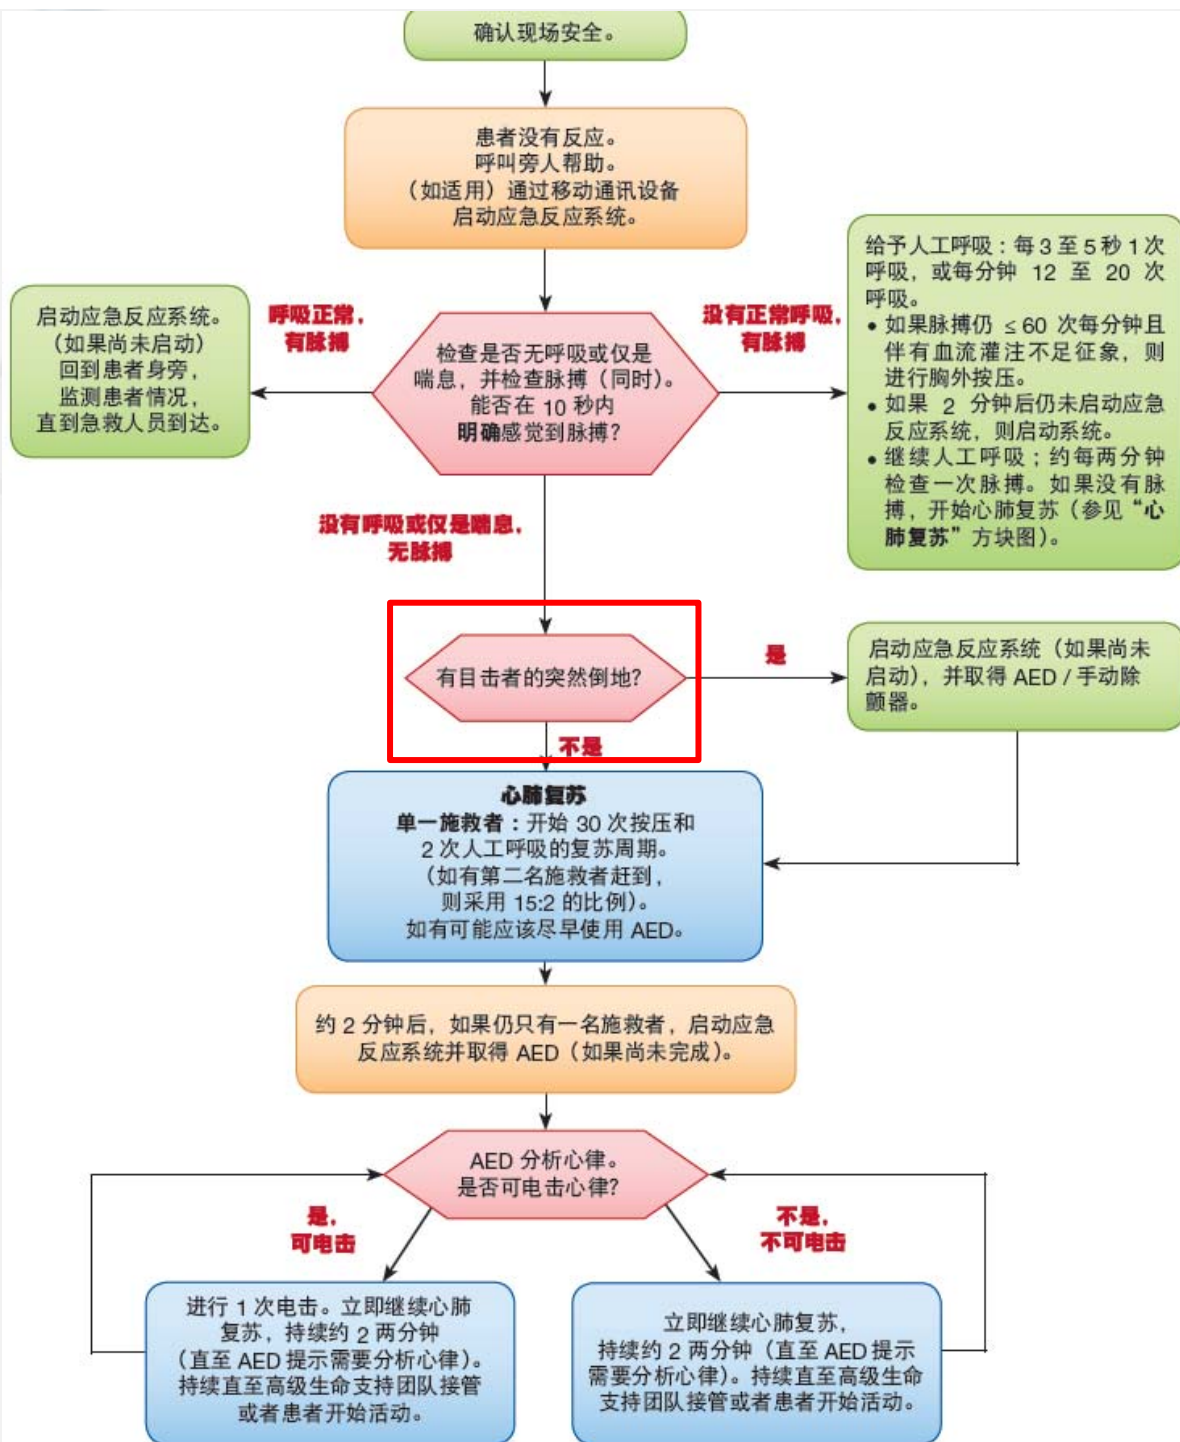 确认现场安全。
患者没有反应。
呼叫旁人帮助。
（如适用）通过移动通讯设备
启动应急反应系统。
呼吸正常，
有脉搏
启动应急反应系统。
（如果尚未启动）
回到患者身旁，
监测患者情况，
直到急救人员到达。
检查是否无呼吸或仅是
喘息，并检查脉搏（同时）。
能否在 10 秒内
明确感觉到脉搏？
没有正常呼吸，
有脉搏
给予人工呼吸：每 3 至 5 秒 1 次
呼吸，或每分钟 12 至 20 次
呼吸。
• 如果脉搏仍 ≤ 60 次每分钟且
伴有血流灌注不足征象，则
进行胸外按压。
• 如果 2 分钟后仍未启动应急
反应系统，则启动系统。
• 继续人工呼吸；约每两分钟
检查一次脉搏。如果没有脉
搏，开始心肺复苏（参见“心
肺复苏”方块图）。
没有呼吸或仅是喘息，
无脉搏
有目击者的突然倒地？
是
启动应急反应系统（如果尚未
启动），并取得 AED / 手动除
颤器。
不是
心肺复苏
单一施救者：开始 30 次按压和
2 次人工呼吸的复苏周期。
（如有第二名施救者赶到，
则采用 15:2 的比例）。
如有可能应该尽早使用 AED。
约 2 分钟后，如果仍只有一名施救者，启动应急
反应系统并取得 AED（如果尚未完成）。
AED 分析心律。
是否可电击心律？
是，
可电击
不是，
不可电击
进行 1 次电击。立即继续心肺
复苏，持续约 2 两分钟
（直至 AED 提示需要分析心律）。
持续直至高级生命支持团队接管
或者患者开始活动。
立即继续心肺复苏，
持续约 2 两分钟（直至 AED 提示
需要分析心律）。持续直至高级生命
支持团队接管或者患者开始活动。